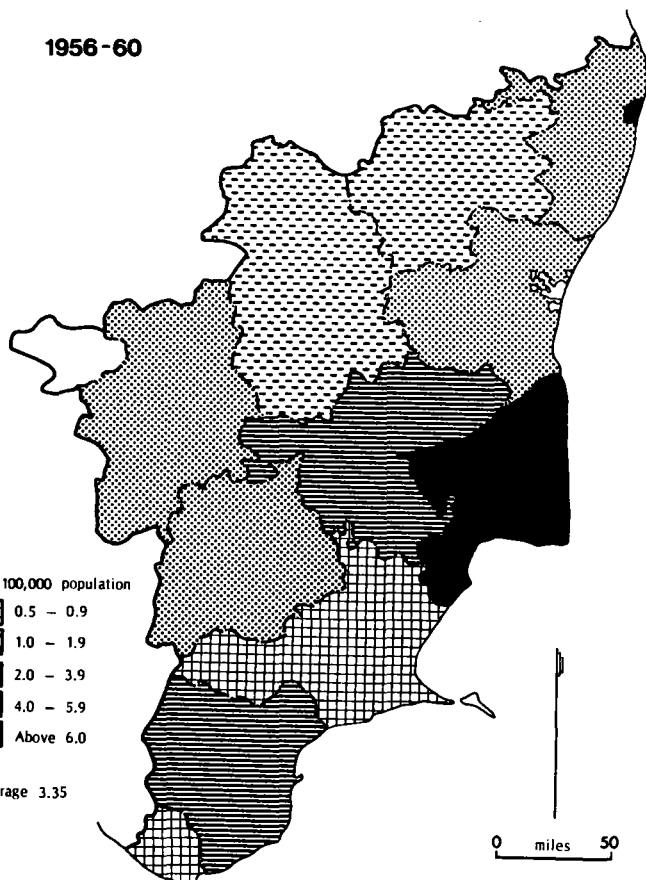 1956-60
100,000 population
0.5 – 0.9
1.0 – 1.9
2.0 – 3.9
4.0 – 5.9
Above 6.0
rage 3.35
0 miles 50